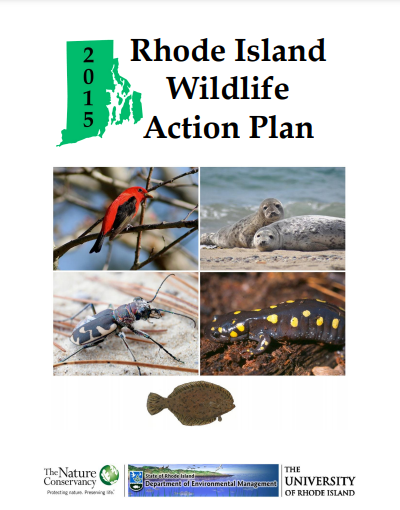 2
0
1
5
Rhode Island
Wildlife
Action Plan
The Nature
Conservancy
Protecting nature. Preserving life.
State of Rhode Island
Department of Environmental Management
THE
UNIVERSITY
OF RHODE ISLAND